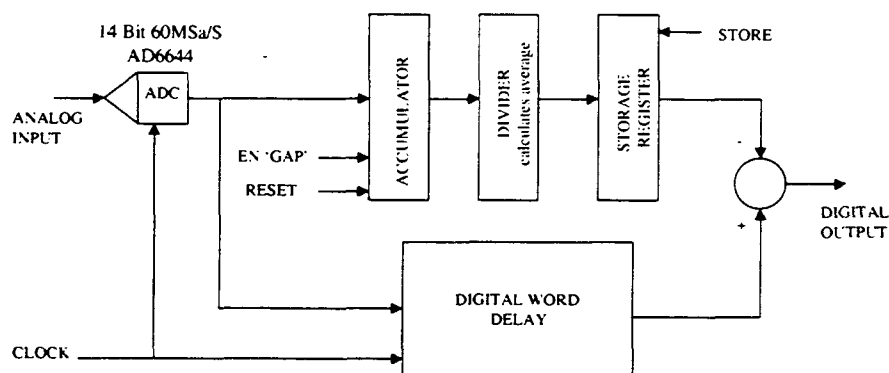 14 Bit 60MSa/S
AD6644
ADC
ANALOG
INPUT
EN 'GAP'
RESET
ACCUMULATOR
DIVIDER
calculates average
STORAGE
REGISTER
STORE
-
+
DIGITAL
OUTPUT
DIGITAL WORD
DELAY
CLOCK